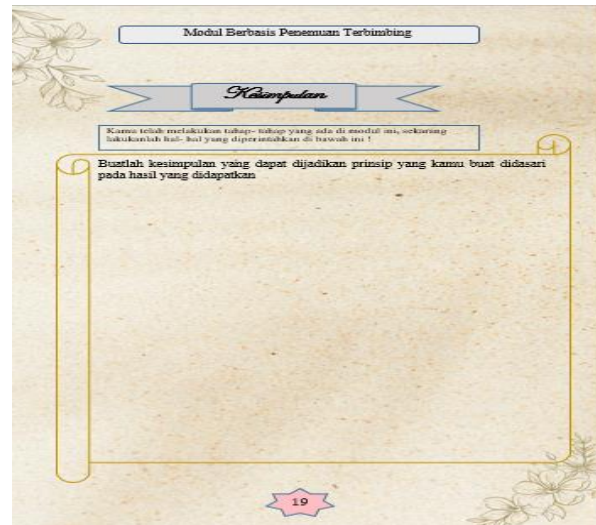 Modul Berbasis Penemuan Terbimbing
Kesimpulan
Kamu telah melakukan tahap- tahap yang ada di modul ini, sekarang
lakukanlah hal- hal yang diperintahkan di bawah ini !
Buatlah kesimpulan yaing dapat dijadikan prinsip yang kamu buat didasari
pada hasil yang didapatkan
19